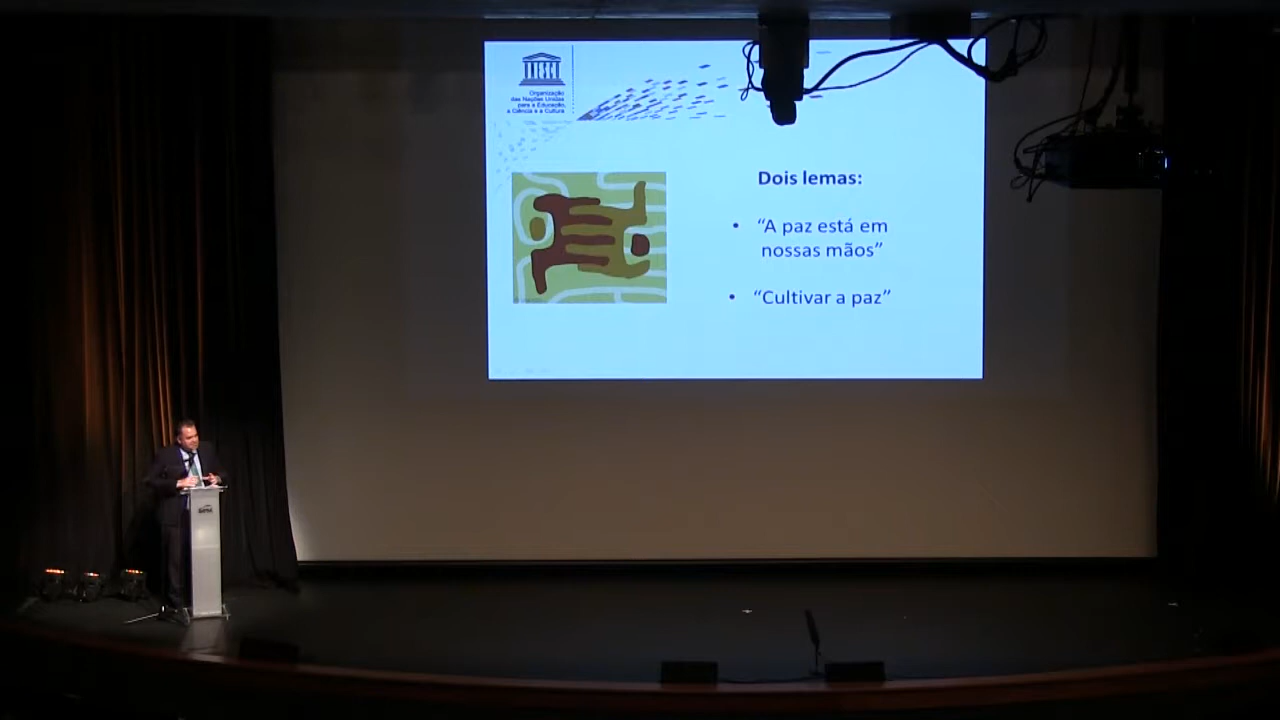 UNESCO
Organização
das Nações Unidas
para a Educação,
a Ciência e a Cultura
Dois lemas:
• “A paz está em
nossas mãos”
• “Cultivar a paz”